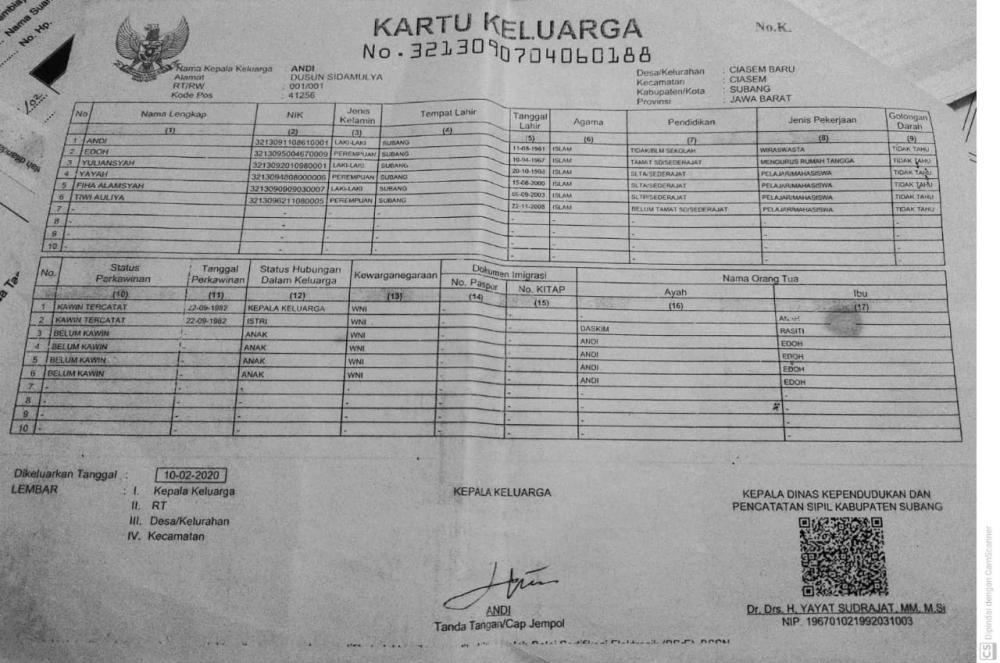 Nama Sua
No. Hp.
KARTU KELUARGA
No.K.
No.3213090704060188
Nama Kepala Keluarga : ANDI
Alamat : DUSUN SIDAMULYA
RT/RW : 001/001
Kode Pos : 41256
Desa/Kelurahan : CIASEM BARU
Kecamatan : CIASEM
Kabupaten/Kota : SUBANG
Provinsi : JAWA BARAT
No Nama Lengkap NIK Jenis Kelamin Tempat Lahir Tanggal Lahir Agama Pendidikan Jenis Pekerjaan Golongan Darah
(1) (2) (3) (4) (5) (6) (7) (8) (9)
1 ANDI 3213091108610001 LAKI-LAKI SUBANG 11-08-1961 ISLAM TIDAK/BLM SEKOLAH WIRASWASTA TIDAK TAHU
2 EDOH 3213095004670009 PEREMPUAN SUBANG 10-04-1967 ISLAM TAMAT SD/SEDERAJAT MENGURUS RUMAH TANGGA TIDAK TAHU
3 YULIANSYAH 3213092010980001 LAKI-LAKI SUBANG 20-10-1998 ISLAM SLTA/SEDERAJAT PELAJAR/MAHASISWA TIDAK TAHU
4 YAYAH 3213094808000006 PEREMPUAN SUBANG ISLAM SLTA/SEDERAJAT PELAJAR/MAHASISWA TIDAK TAHU
5 FIHA ALAMSYAH 3213090909030007 LAKI-LAKI SUBANG ISLAM SLTP/SEDERAJAT PELAJAR/MAHASISWA TIDAK TAHU
6 TIWI AULIYA 3213096211080005 PEREMPUAN SUBANG 22-11-2008 ISLAM BELUM TAMAT SD/SEDERAJAT PELAJAR/MAHASISWA TIDAK TAHU
7 - - - - - - - - -
8 - - - - - - - - -
9 - - - - - - - - -
10 - - - - - - - - -
No. Status Perkawinan Tanggal Perkawinan Status Hubungan Dalam Keluarga Kewarganegaraan Dokumen Imigrasi Nama Orang Tua
No. Paspor No. KITAP Ayah Ibu
(10) (11) (12) (13) (14) (15) (16) (17)
1 KAWIN TERCATAT 22-09-1982 KEPALA KELUARGA WNI - - -
2 KAWIN TERCATAT 22-09-1982 ISTRI WNI - - DASKIM RASITI
3 BELUM KAWIN - ANAK WNI - - ANDI EDOH
4 BELUM KAWIN - ANAK WNI - - ANDI EDOH
5 BELUM KAWIN - ANAK WNI - - ANDI EDOH
6 BELUM KAWIN - ANAK WNI - - ANDI EDOH
7 - - - - - - - -
8 - - - - - - - -
9 - - - - - - - -
10 - - - - - - - -
Dikeluarkan Tanggal : 10-02-2020
LEMBAR : I. Kepala Keluarga
II. RT
III. Desa/Kelurahan
IV. Kecamatan
KEPALA KELUARGA
ANDI
Tanda Tangan/Cap Jempol
KEPALA DINAS KEPENDUDUKAN DAN
PENCATATAN SIPIL KABUPATEN SUBANG
Dr. Drs. H. YAYAT SUDRAJAT, MM, M.Si
NIP. 196701021992031003
CS Dipindai dengan CamScanner